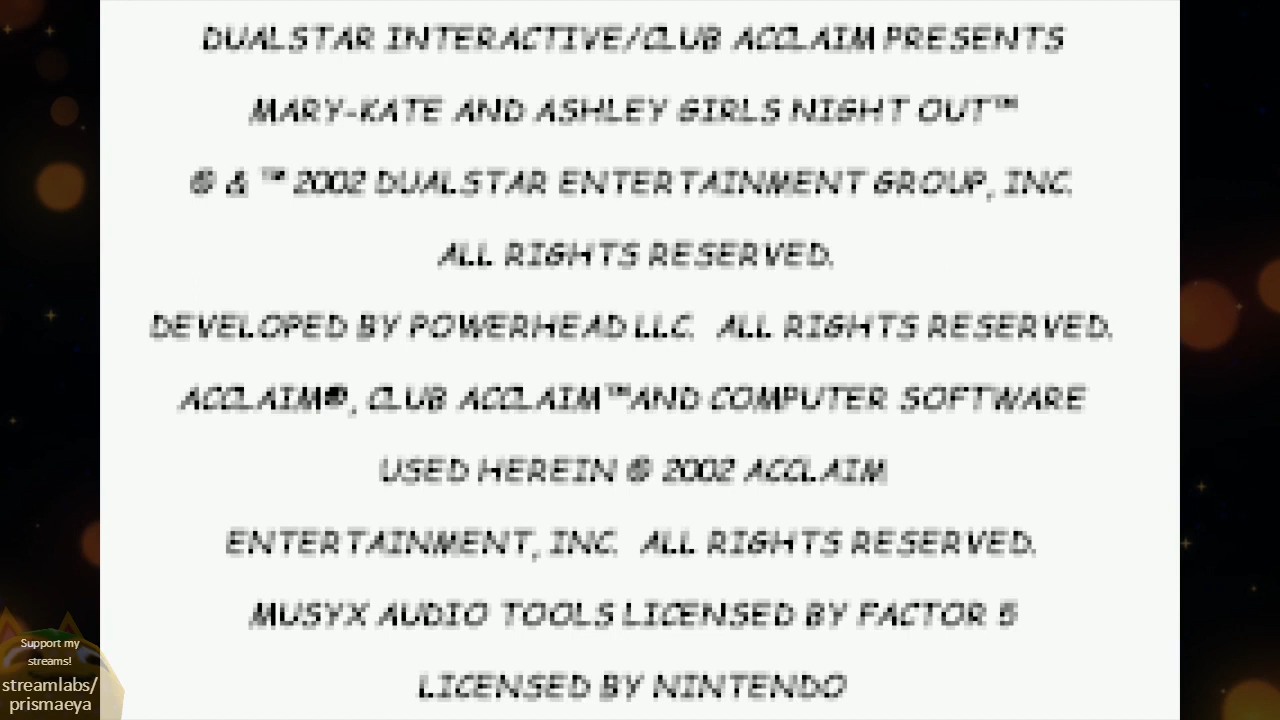 DUALSTAR INTERACTIVE/CLUB ACCLAIM PRESENTS
MARY-KATE AND ASHLEY GIRLS NIGHT OUT™
© & ™ 2002 DUALSTAR ENTERTAINMENT GROUP, INC.
ALL RIGHTS RESERVED.
DEVELOPED BY POWERHEAD LLC. ALL RIGHTS RESERVED.
ACCLAIM®, CLUB ACCLAIM™AND COMPUTER SOFTWARE
USED HEREIN © 2002 ACCLAIM
ENTERTAINMENT, INC. ALL RIGHTS RESERVED.
MUSYX AUDIO TOOLS LICENSED BY FACTOR 5
LICENSED BY NINTENDO
Support my
streams!
streamlabs/
prismaeya